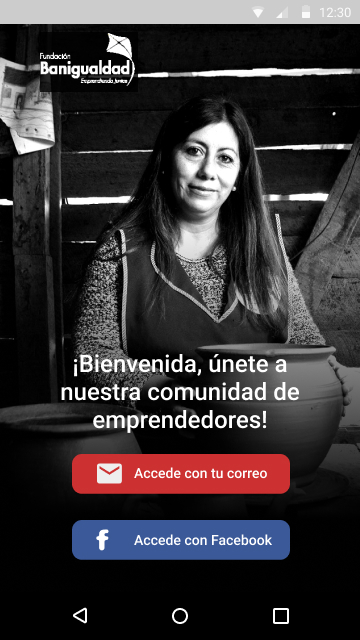 12:30
Fundación
Banigualdad
Emprendiendo Juntos
¡Bienvenida, únete a
nuestra comunidad de
emprendedores!
Accede con tu correo
f Accede con Facebook